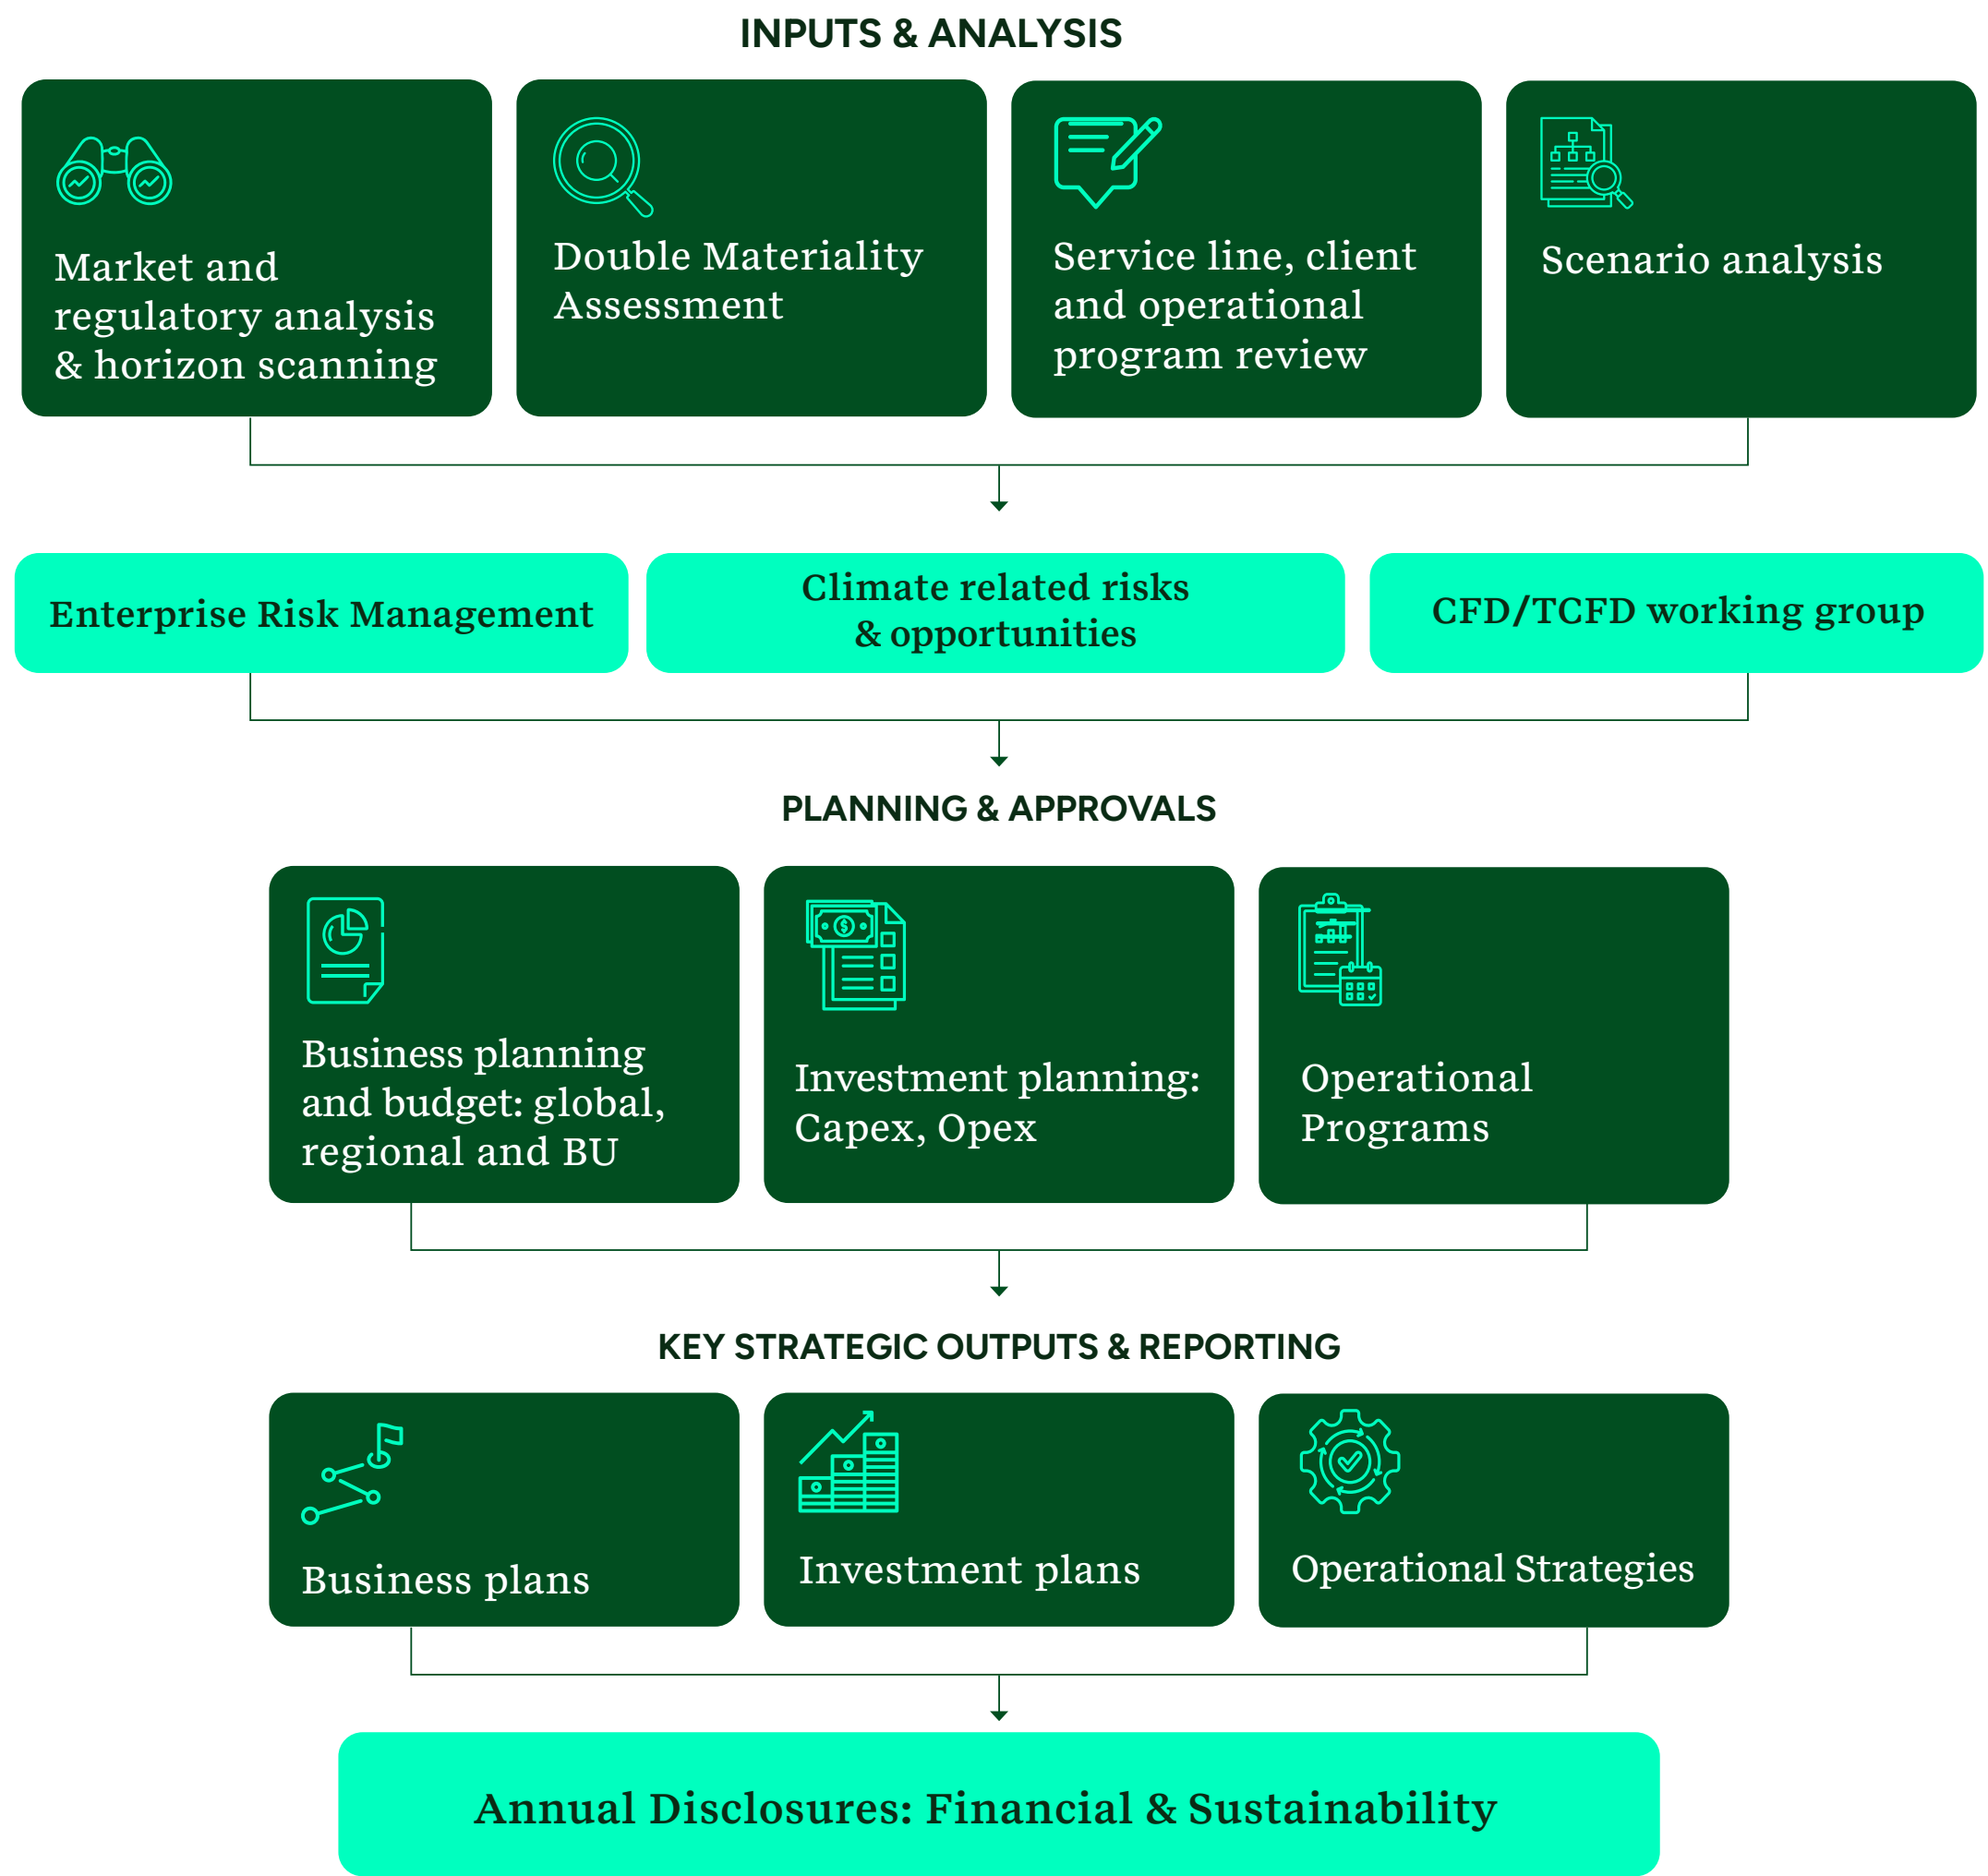 INPUTS & ANALYSIS
Market and
regulatory analysis
& horizon scanning
Double Materiality
Assessment
Service line, client
and operational
program review
Scenario analysis
Enterprise Risk Management
Climate related risks
& opportunities
CFD/TCFD working group
PLANNING & APPROVALS
Business planning
and budget: global,
regional and BU
Investment planning:
Capex, Opex
Operational
Programs
KEY STRATEGIC OUTPUTS & REPORTING
Business plans
Investment plans
Operational Strategies
Annual Disclosures: Financial & Sustainability